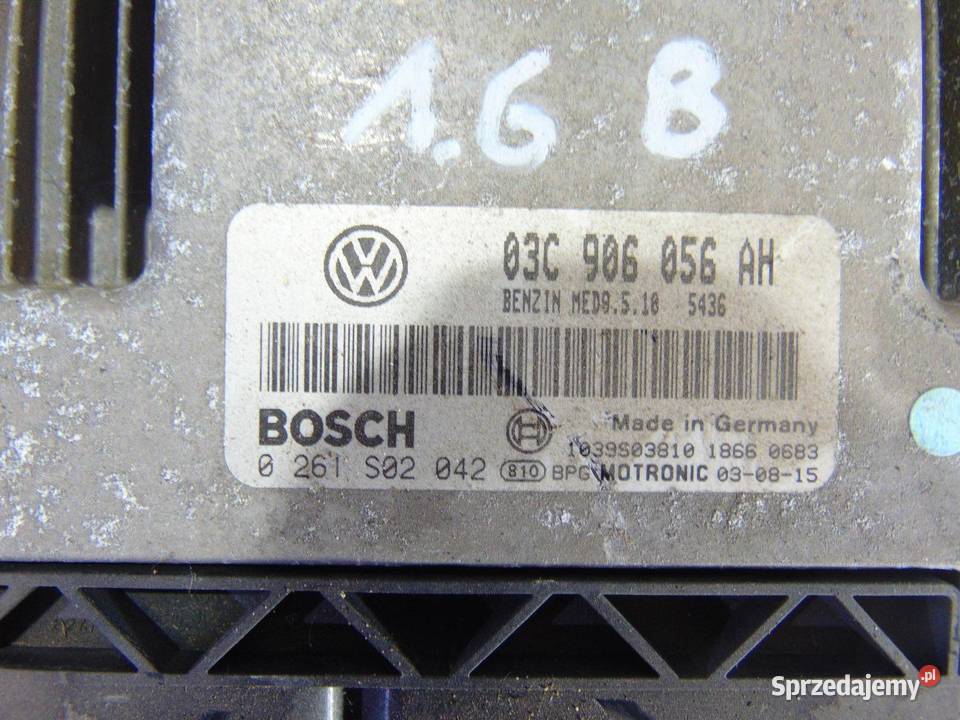 1.6 B
03C 906 056 AH
BENZIN MED9.5.10 5436
BOSCH
Made in Germany
1039S03810 1866 0683
0 261 S02 042 810 BPG MOTRONIC 03-08-15
Sprzedajemy.pl